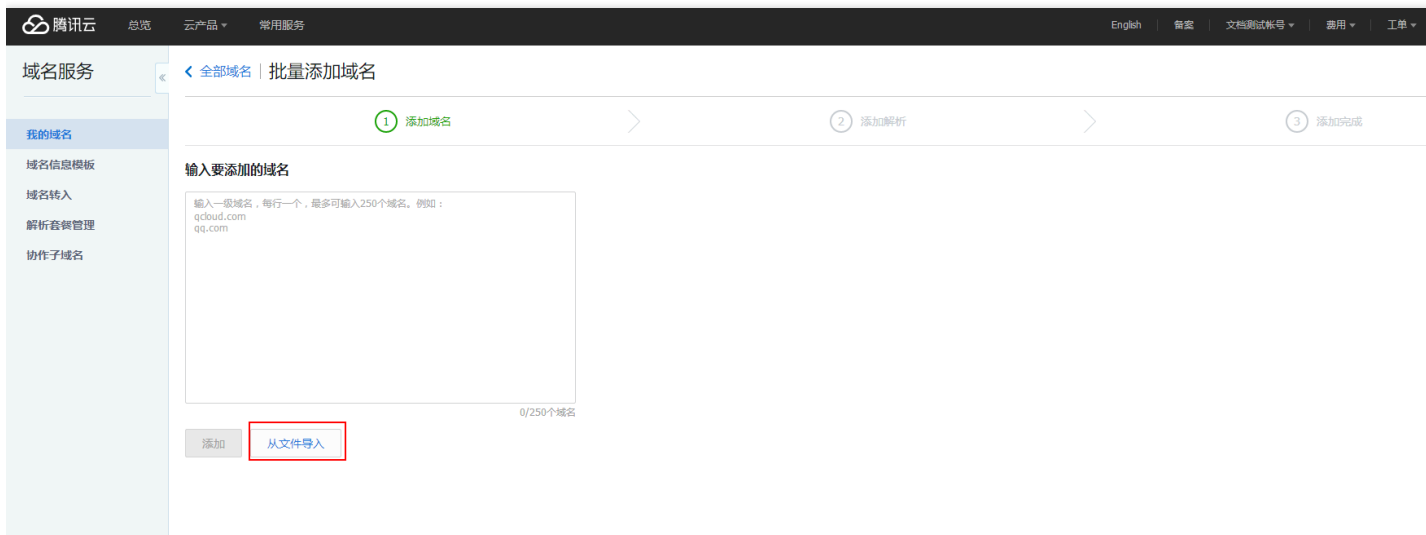 腾讯云 总览 云产品 常用服务 English 备案 文档测试帐号 费用 工单
域名服务
全部域名 批量添加域名
1 添加域名 2 添加解析 3 添加完成
我的域名
域名信息模板
域名转入
解析套餐管理
协作子域名
输入要添加的域名
输入一级域名，每行一个，最多可输入250个域名。例如：
qcloud.com
qq.com
0/250个域名
添加 从文件导入